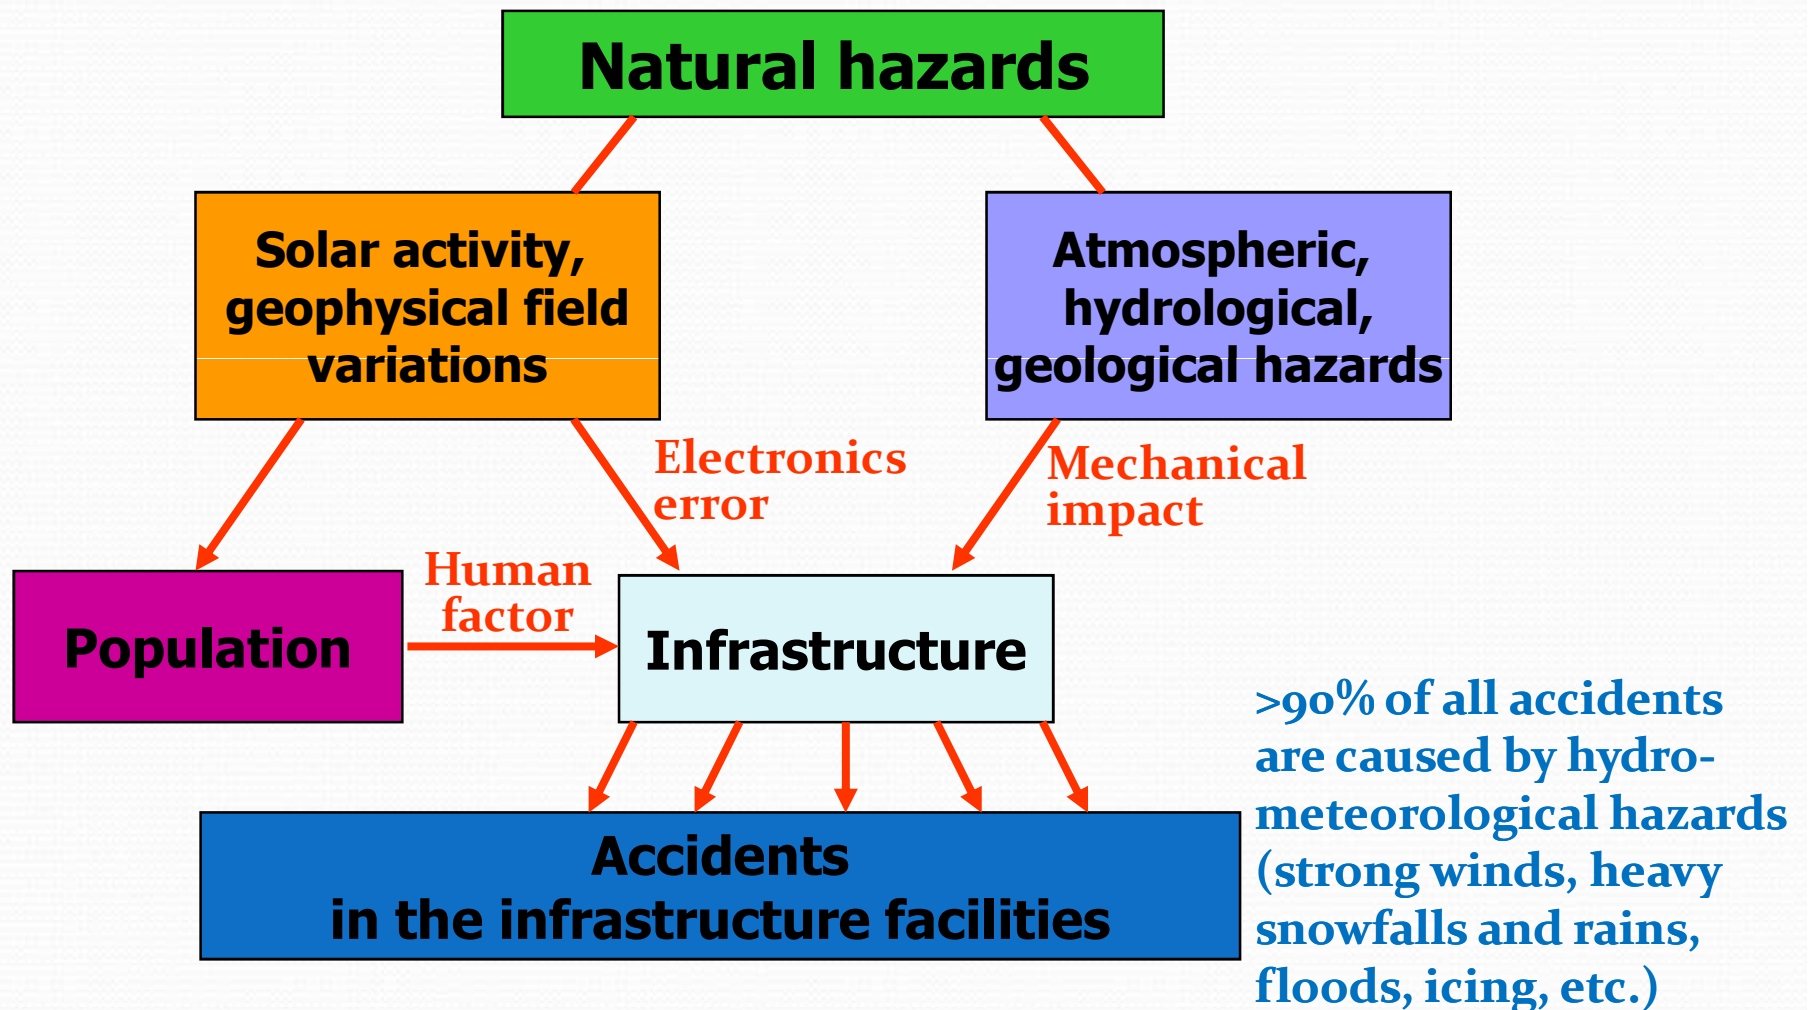 Natural hazards
Solar activity,
geophysical field
variations
Atmospheric,
hydrological,
geological hazards
Electronics
error
Mechanical
impact
Human
factor
Population
Infrastructure
>90% of all accidents
are caused by hydro-
meteorological hazards
(strong winds, heavy
snowfalls and rains,
floods, icing, etc.)
Accidents
in the infrastructure facilities